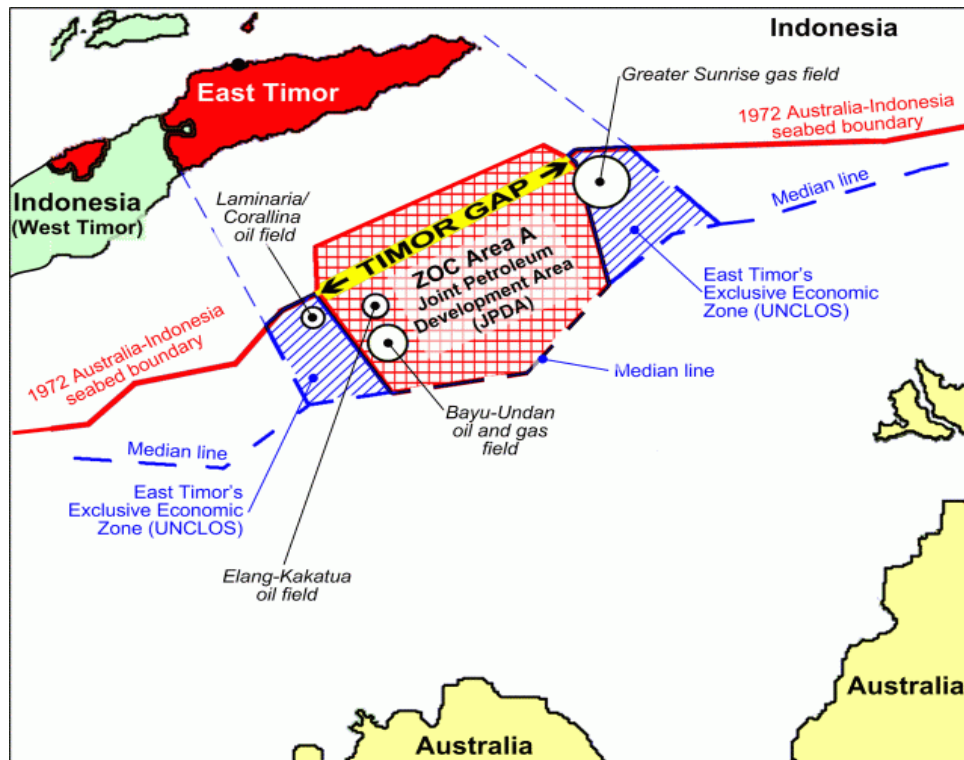 Indonesia
Greater Sunrise gas field
East Timor
1972 Australia-Indonesia
seabed boundary
Median line
Indonesia
(West Timor)
Laminaria/
Corallina
oil field
TIMOR GAP
ZOC Area A
Joint Petroleum
Development Area
(JPDA)
East Timor's
Exclusive Economic
Zone (UNCLOS)
1972 Australia-Indonesia
seabed boundary
Median line
Bayu-Undan
oil and gas
field
Median line
East Timor's
Exclusive Economic
Zone (UNCLOS)
Elang-Kakatua
oil field
Australia
Australia